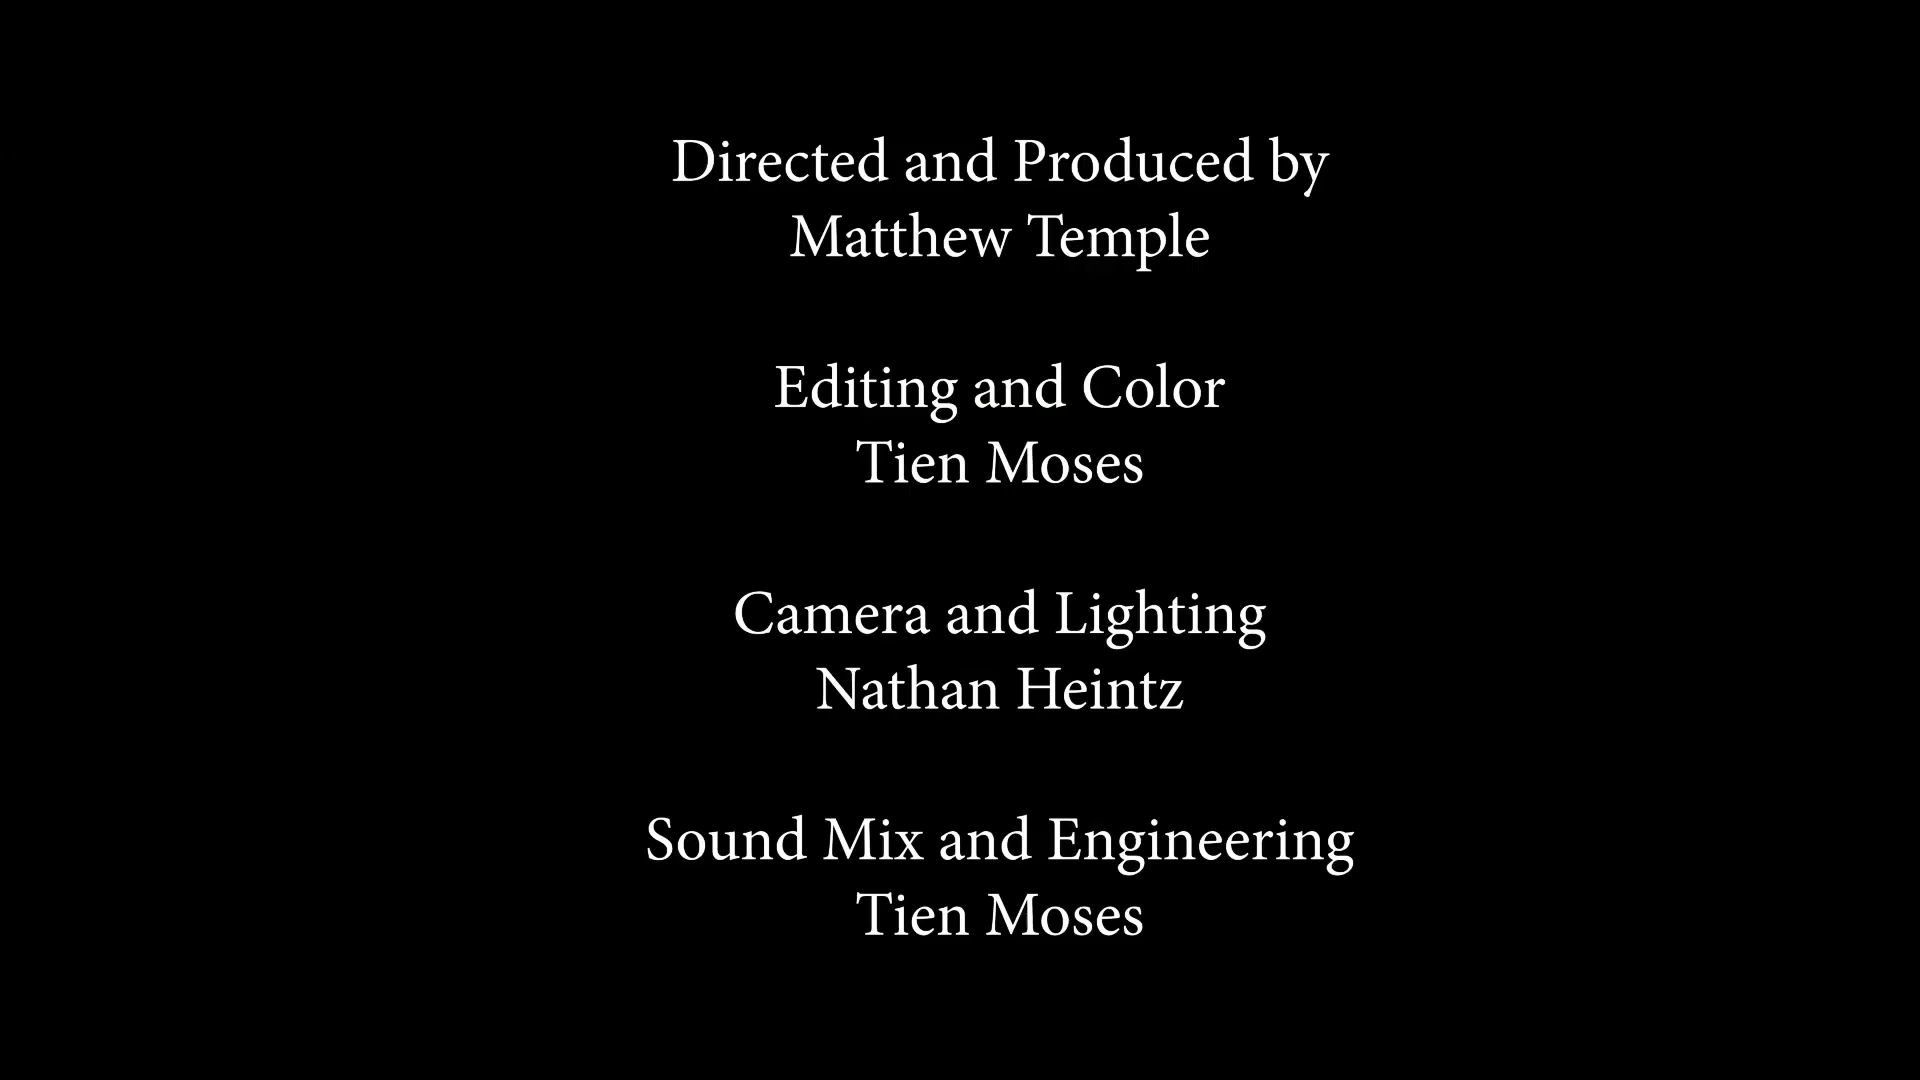 Directed and Produced by
Matthew Temple
Editing and Color
Tien Moses
Camera and Lighting
Nathan Heintz
Sound Mix and Engineering
Tien Moses